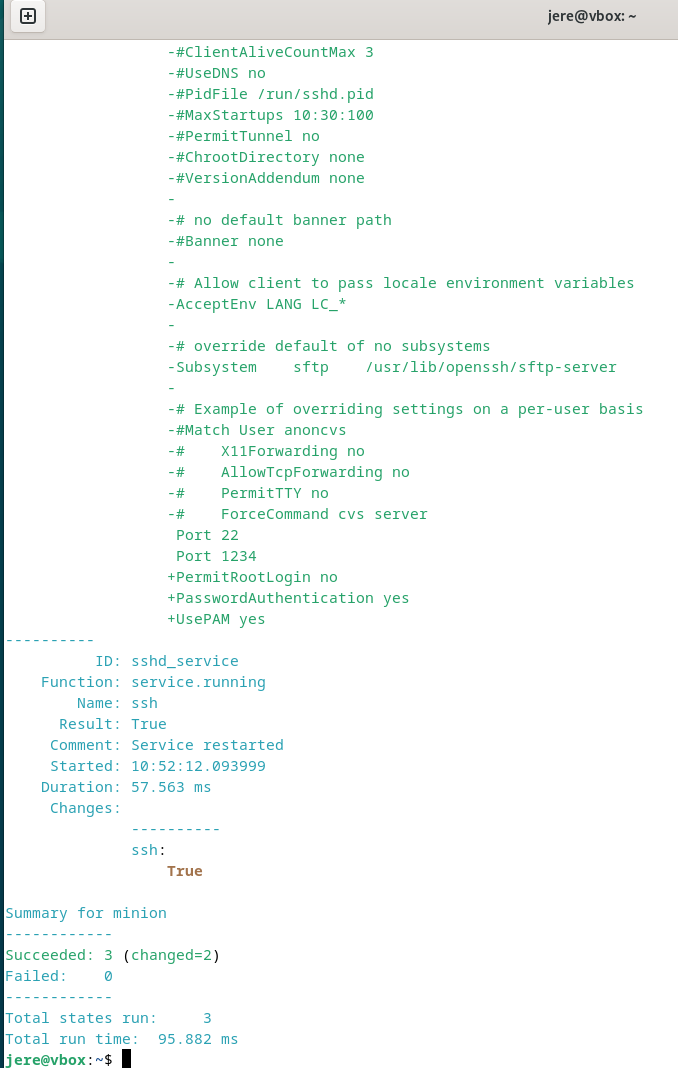 jere@vbox: ~
-#ClientAliveCountMax 3
-#UseDNS no
-#PidFile /run/sshd.pid
-#MaxStartups 10:30:100
-#PermitTunnel no
-#ChrootDirectory none
-#VersionAddendum none
-
-# no default banner path
-#Banner none
-
-# Allow client to pass locale environment variables
-AcceptEnv LANG LC_*
-
-# override default of no subsystems
-Subsystem    sftp    /usr/lib/openssh/sftp-server
-
-# Example of overriding settings on a per-user basis
-#Match User anoncvs
-#    X11Forwarding no
-#    AllowTcpForwarding no
-#    PermitTTY no
-#    ForceCommand cvs server
 Port 22
 Port 1234
+PermitRootLogin no
+PasswordAuthentication yes
+UsePAM yes
----------
          ID: sshd_service
    Function: service.running
        Name: ssh
      Result: True
     Comment: Service restarted
     Started: 10:52:12.093999
    Duration: 57.563 ms
     Changes:
              ----------
              ssh:
                  True
Summary for minion
------------
Succeeded: 3 (changed=2)
Failed:    0
------------
Total states run:     3
Total run time:  95.882 ms
jere@vbox:~$